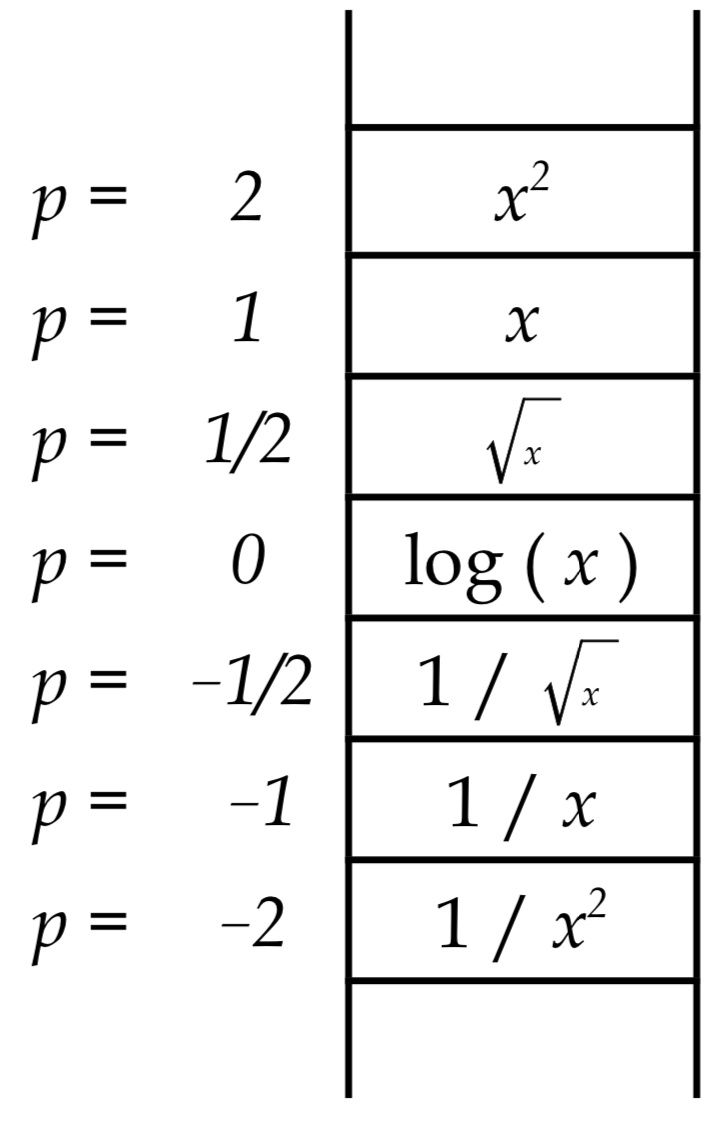 p = 2 x²
p = 1 x
p = 1/2 √x
p = 0 log ( x )
p = –1/2 1 / √x
p = –1 1 / x
p = –2 1 / x²